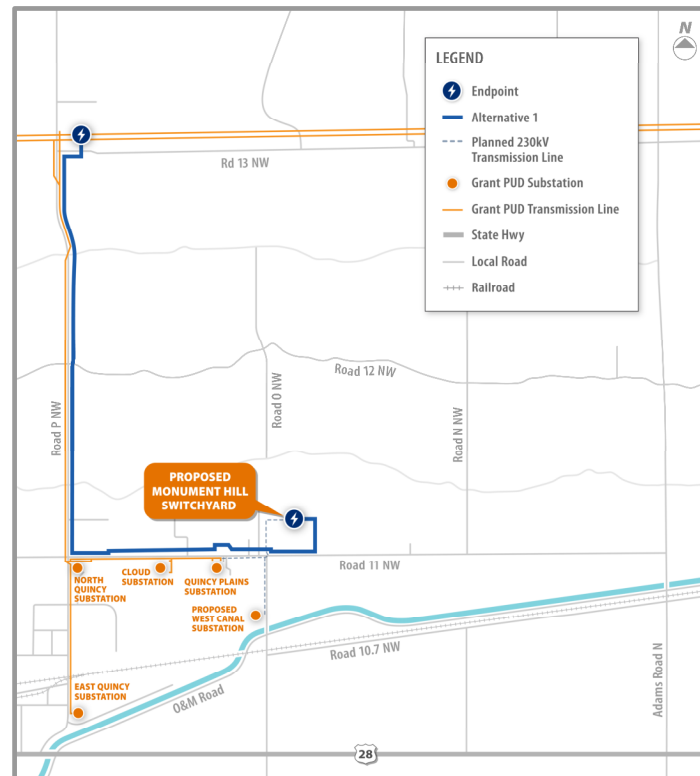 N
LEGEND
Endpoint
Alternative 1
Planned 230kV
Transmission Line
Grant PUD Substation
Grant PUD Transmission Line
State Hwy
Local Road
Railroad
Rd 13 NW
Road 12 NW
Road P NW
Road O NW
Road N NW
PROPOSED
MONUMENT HILL
SWITCHYARD
Road 11 NW
NORTH
QUINCY
SUBSTATION
CLOUD
SUBSTATION
QUINCY PLAINS
SUBSTATION
PROPOSED
WEST CANAL
SUBSTATION
Road 10.7 NW
Adams Road N
EAST QUINCY
SUBSTATION
O&M Road
28